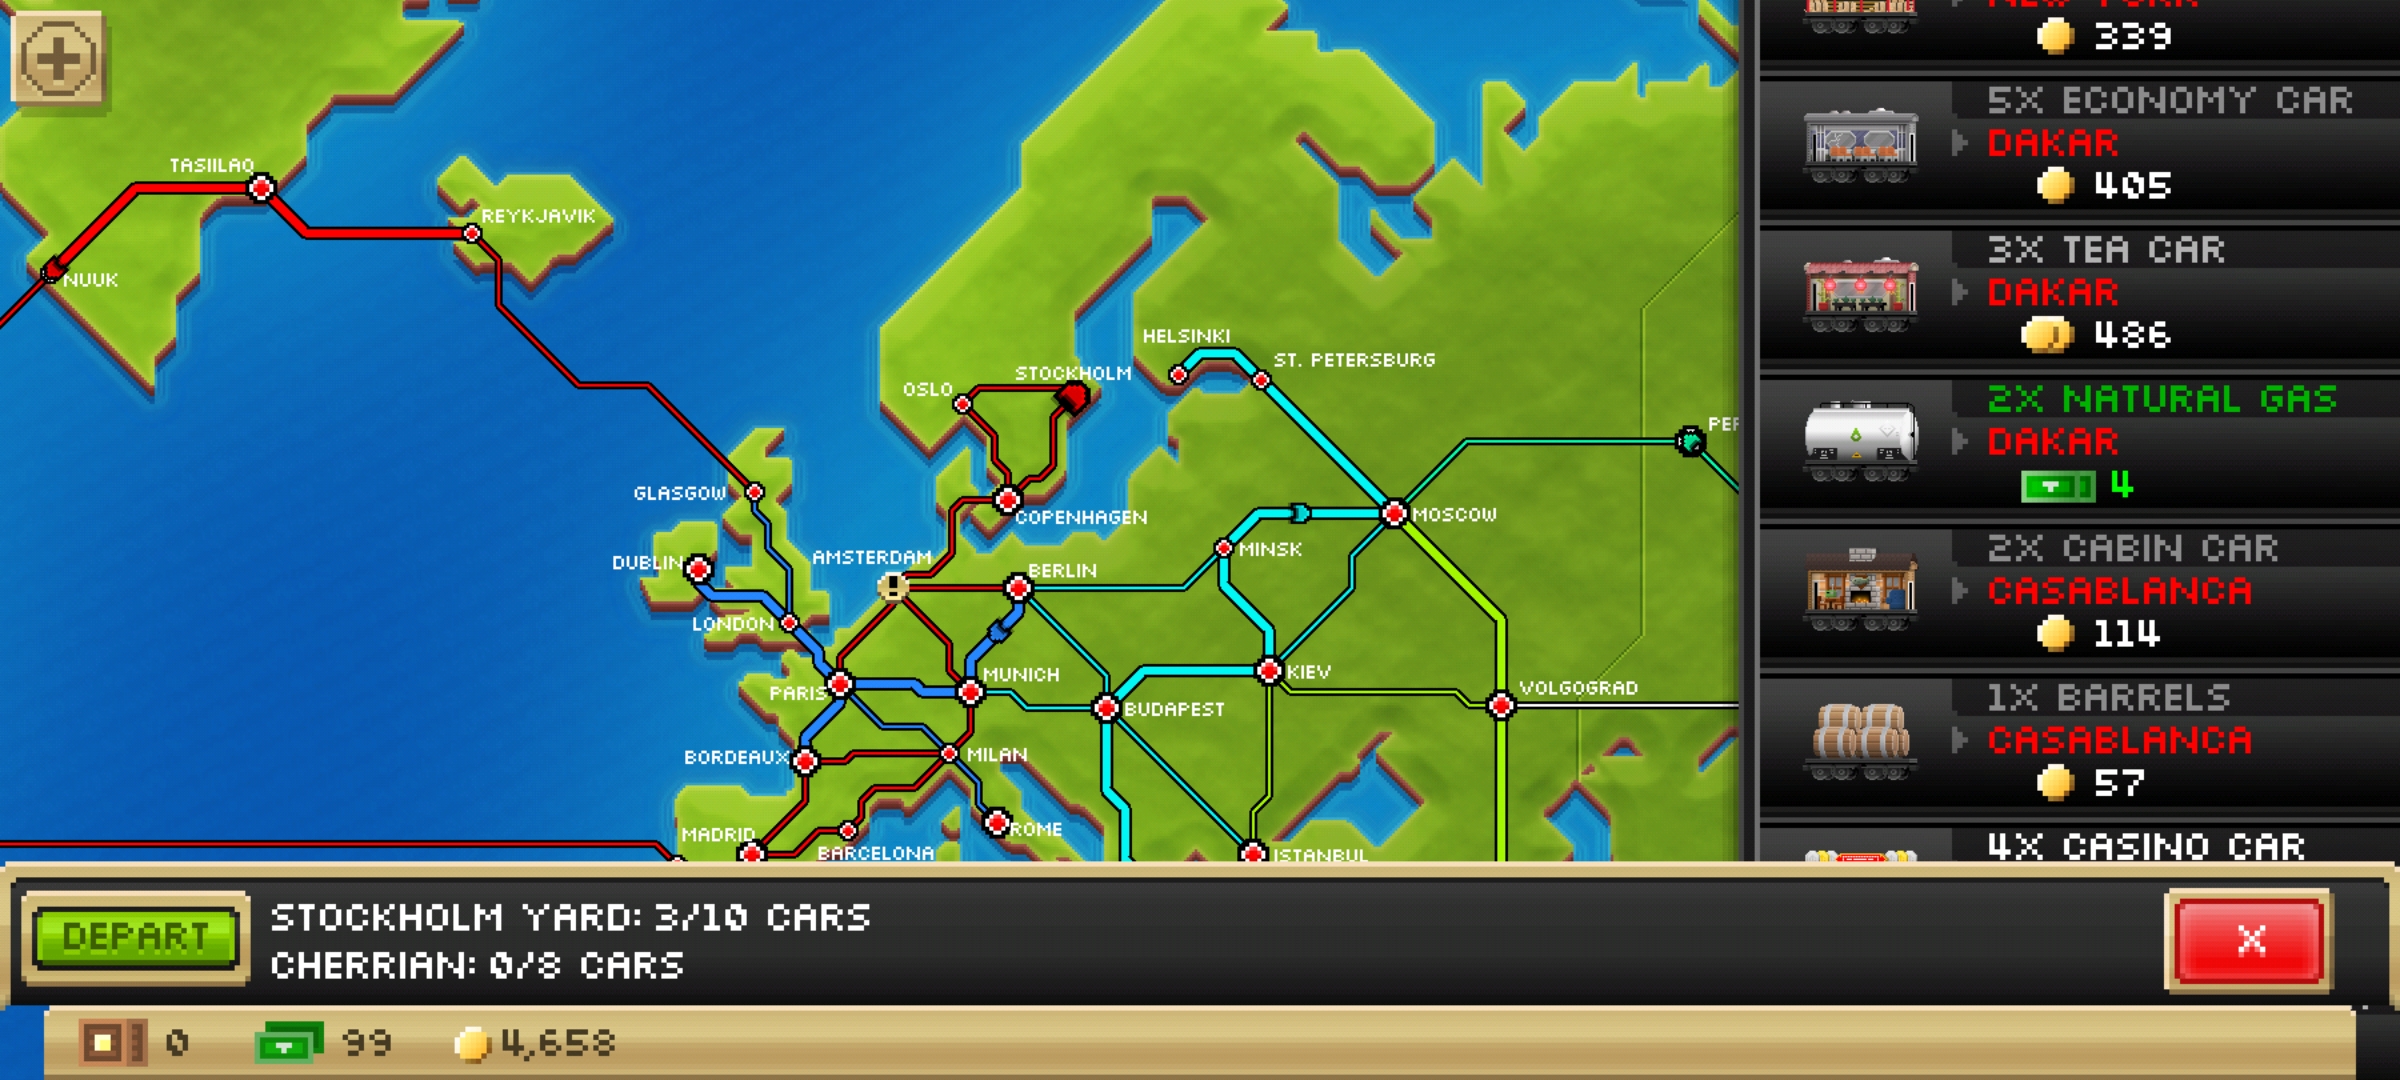 TASIILAQ
REYKJAVIK
NUUK
HELSINKI
ST. PETERSBURG
STOCKHOLM
OSLO
GLASGOW
COPENHAGEN
MOSCOW
DUBLIN
AMSTERDAM
MINSK
BERLIN
LONDON
MUNICH
KIEV
PARIS
VOLGOGRAD
BUDAPEST
BORDEAUX
MILAN
MADRID
ROME
BARCELONA
ISTANBUL
NEW YORK
339
5X ECONOMY CAR
DAKAR
405
3X TEA CAR
DAKAR
486
2X NATURAL GAS
DAKAR
4
2X CABIN CAR
CASABLANCA
114
1X BARRELS
CASABLANCA
57
4X CASINO CAR
DEPART
STOCKHOLM YARD: 3/10 CARS
CHERRIAN: 0/8 CARS
X
0
99
4,658